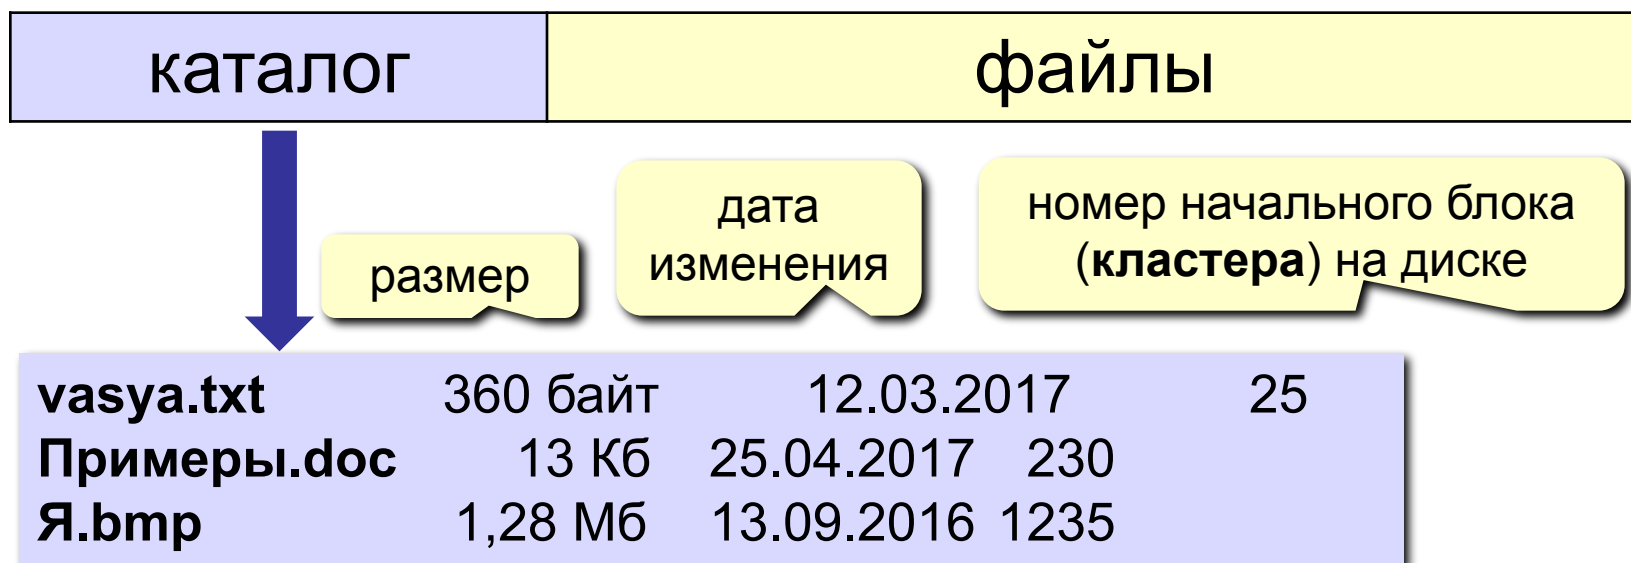 каталог файлы
размер
дата
изменения
номер начального блока
(кластера) на диске
vasya.txt 360 байт 12.03.2017 25
Примеры.doc 13 Кб 25.04.2017 230
Я.bmp 1,28 Мб 13.09.2016 1235